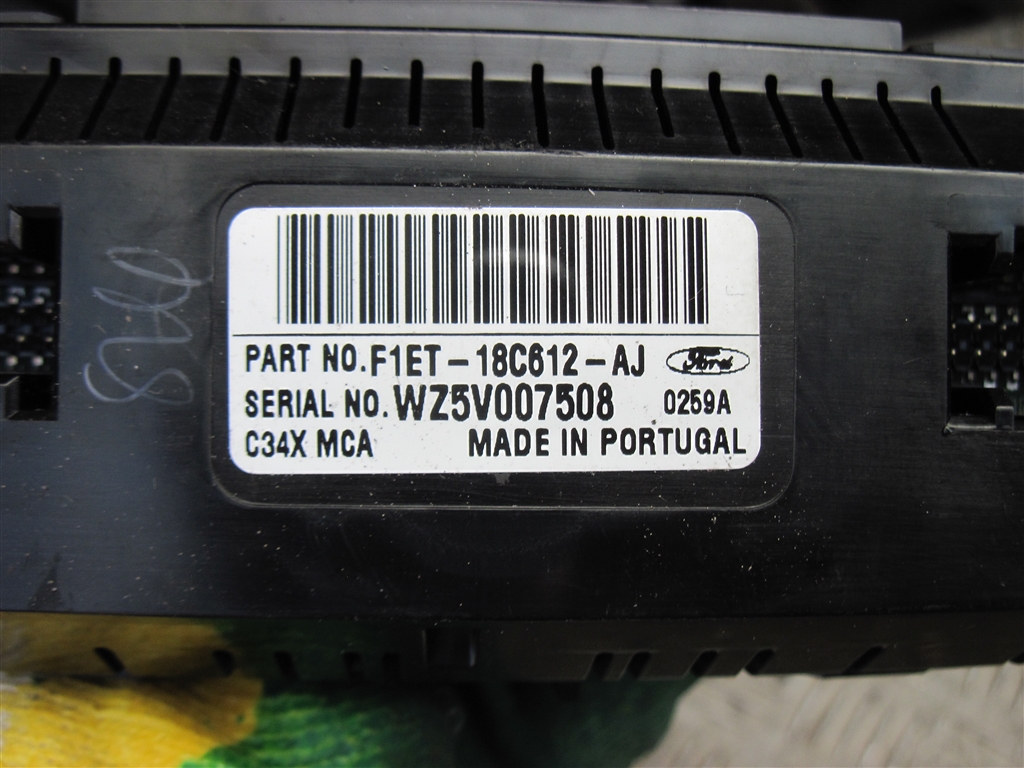 PART NO. F1ET-18C612-AJ Ford
SERIAL NO. WZ5V007508 0259A
C34X MCA MADE IN PORTUGAL